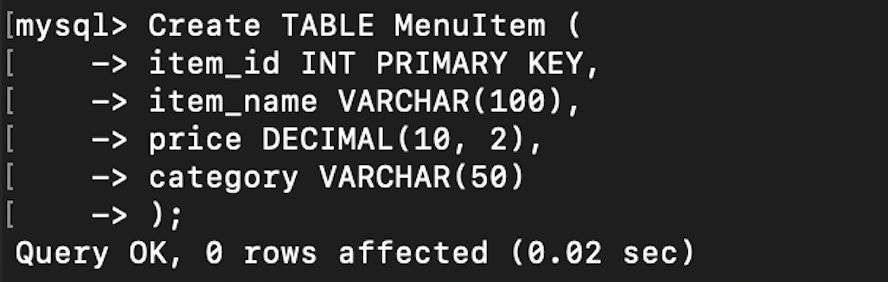 [mysql> Create TABLE MenuItem (
[    -> item_id INT PRIMARY KEY,
[    -> item_name VARCHAR(100),
[    -> price DECIMAL(10, 2),
[    -> category VARCHAR(50)
[    -> );
Query OK, 0 rows affected (0.02 sec)